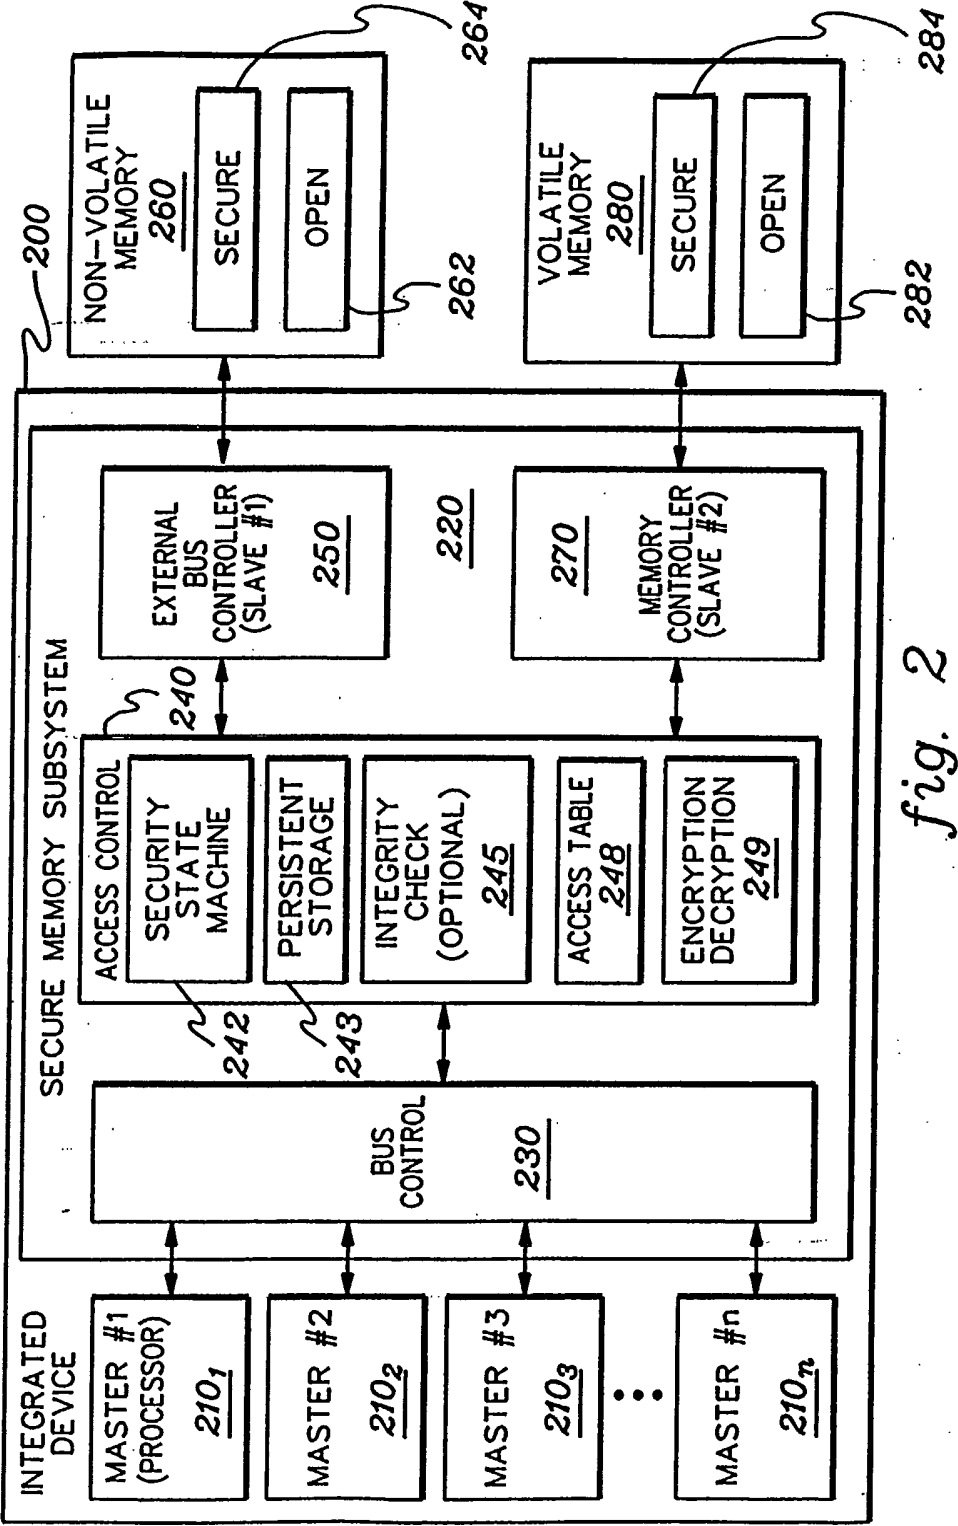 200
INTEGRATED
DEVICE
SECURE MEMORY SUBSYSTEM
MASTER #1
(PROCESSOR)
210₁
MASTER #2
210₂
MASTER #3
210₃
MASTER #n
210ₙ
BUS
CONTROL
230
240
ACCESS CONTROL
SECURITY
STATE
MACHINE
242
PERSISTENT
STORAGE
243
INTEGRITY
CHECK
(OPTIONAL)
245
ACCESS TABLE
248
ENCRYPTION
DECRYPTION
249
EXTERNAL
BUS
CONTROLLER
(SLAVE #1)
250
220
270
MEMORY
CONTROLLER
(SLAVE #2)
NON-VOLATILE
MEMORY
260
SECURE
264
OPEN
262
VOLATILE
MEMORY
280
SECURE
284
OPEN
282
fig. 2